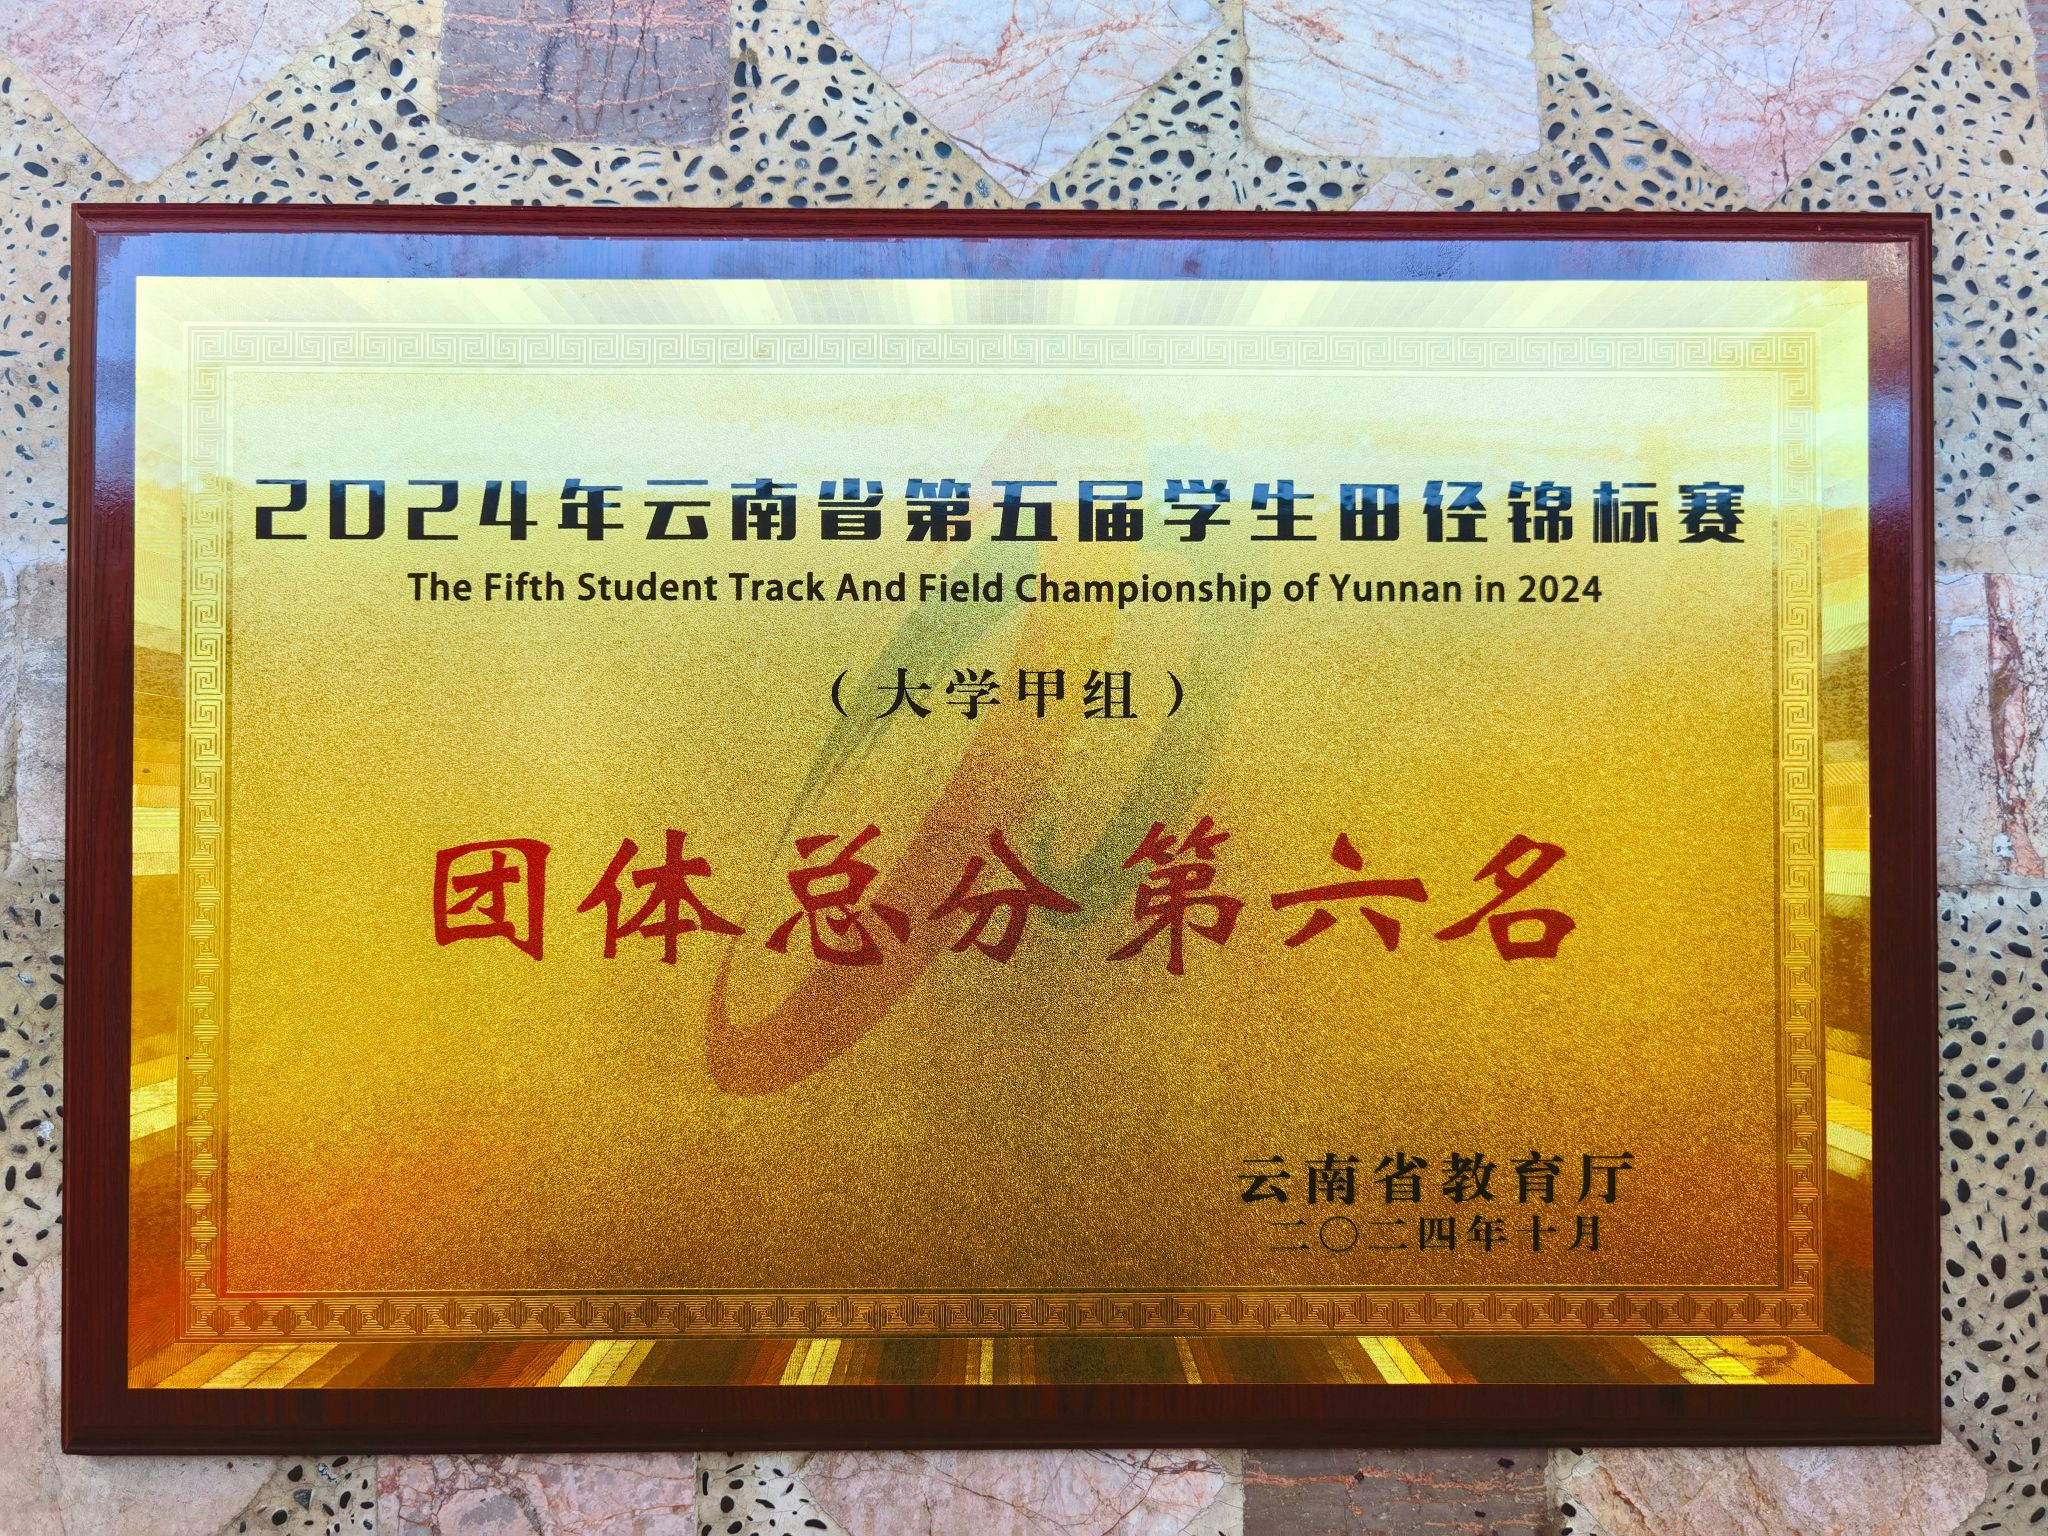 2024年云南省第五届学生田径锦标赛
The Fifth Student Track And Field Championship of Yunnan in 2024
（大学甲组）
团体总分第六名
云南省教育厅
二〇二四年十月